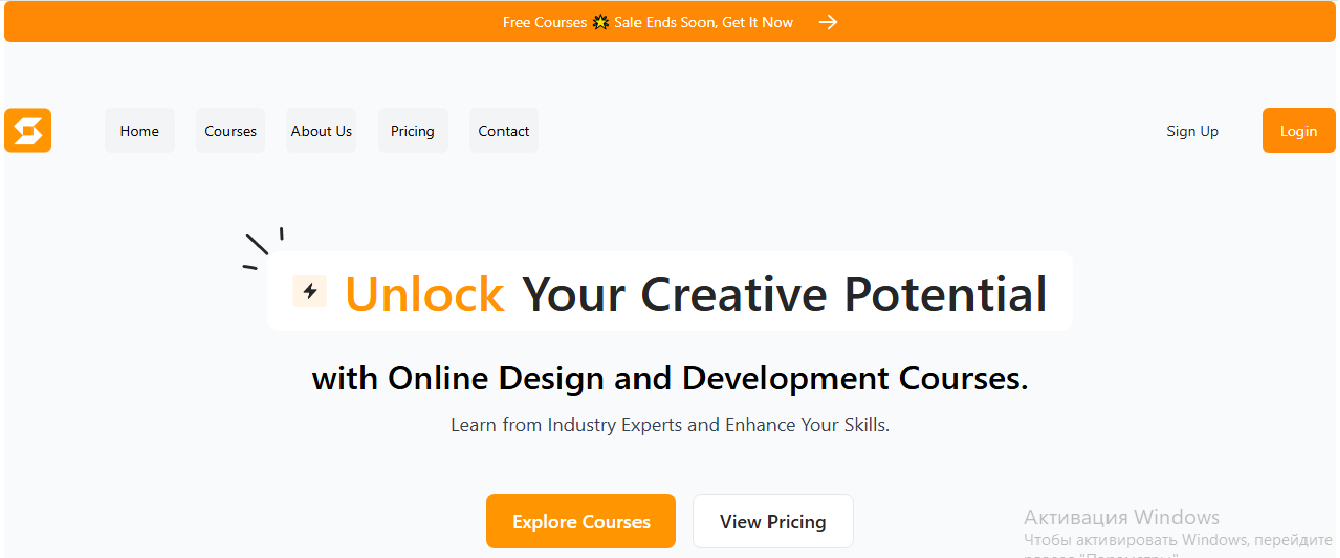 Free Courses 🌟 Sale Ends Soon, Get It Now
Home Courses About Us Pricing Contact Sign Up Login
Unlock Your Creative Potential
with Online Design and Development Courses.
Learn from Industry Experts and Enhance Your Skills.
Explore Courses View Pricing
Активация Windows
Чтобы активировать Windows, перейдите